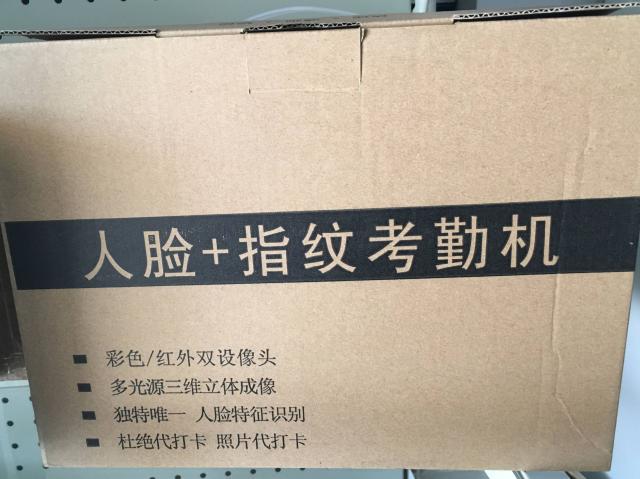 人脸+指纹考勤机
彩色/红外双设像头
多光源三维立体成像
独特唯一 人脸特征识别
杜绝代打卡 照片代打卡